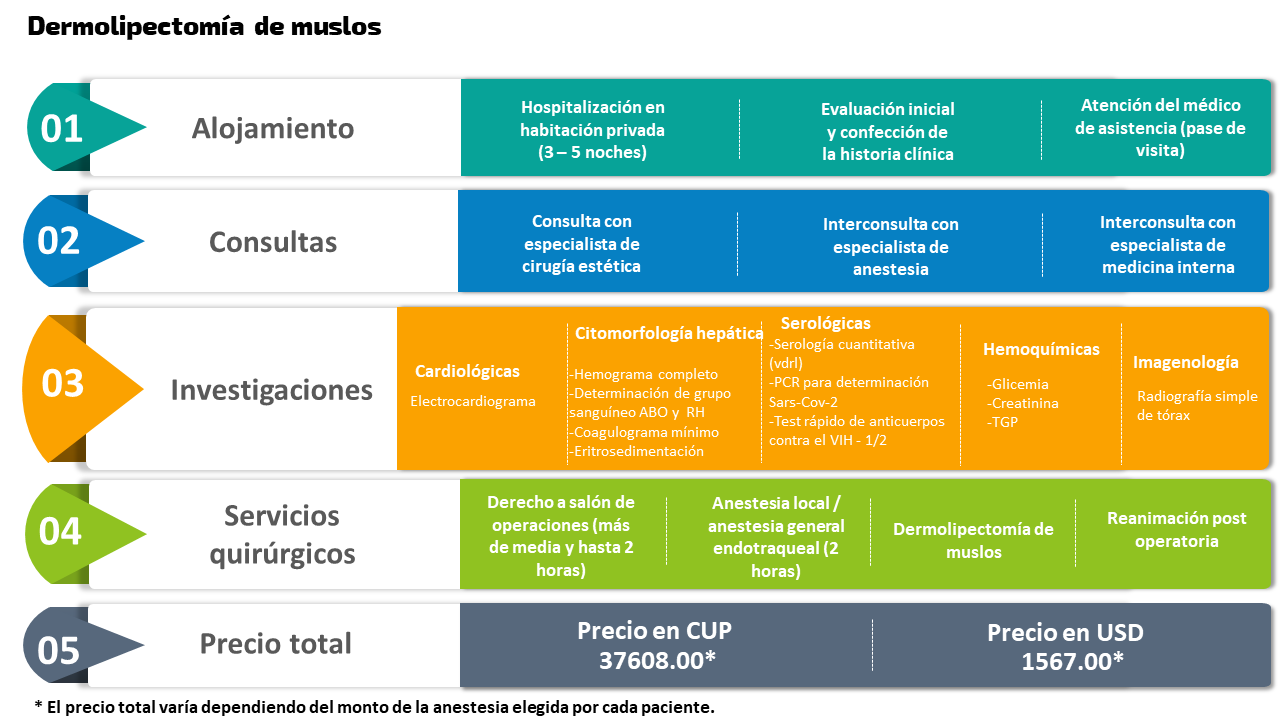 Dermolipectomía de muslos
01
Alojamiento
Hospitalización en
habitación privada
(3 – 5 noches)
Evaluación inicial
y confección de
la historia clínica
Atención del médico
de asistencia (pase de
visita)
02
Consultas
Consulta con
especialista de
cirugía estética
Interconsulta con
especialista de
anestesia
Interconsulta con
especialista de
medicina interna
03
Investigaciones
Cardiológicas
Electrocardiograma
Citomorfología hepática
-Hemograma completo
-Determinación de grupo
sanguíneo ABO y RH
-Coagulograma mínimo
-Eritrosedimentación
Serológicas
-Serología cuantitativa
(vdrl)
-PCR para determinación
Sars-Cov-2
-Test rápido de anticuerpos
contra el VIH - 1/2
Hemoquímicas
-Glicemia
-Creatinina
-TGP
Imagenología
Radiografía simple
de tórax
04
Servicios
quirúrgicos
Derecho a salón de
operaciones (más
de media y hasta 2
horas)
Anestesia local /
anestesia general
endotraqueal (2
horas)
Dermolipectomía de
muslos
Reanimación post
operatoria
05
Precio total
Precio en CUP
37608.00*
Precio en USD
1567.00*
* El precio total varía dependiendo del monto de la anestesia elegida por cada paciente.